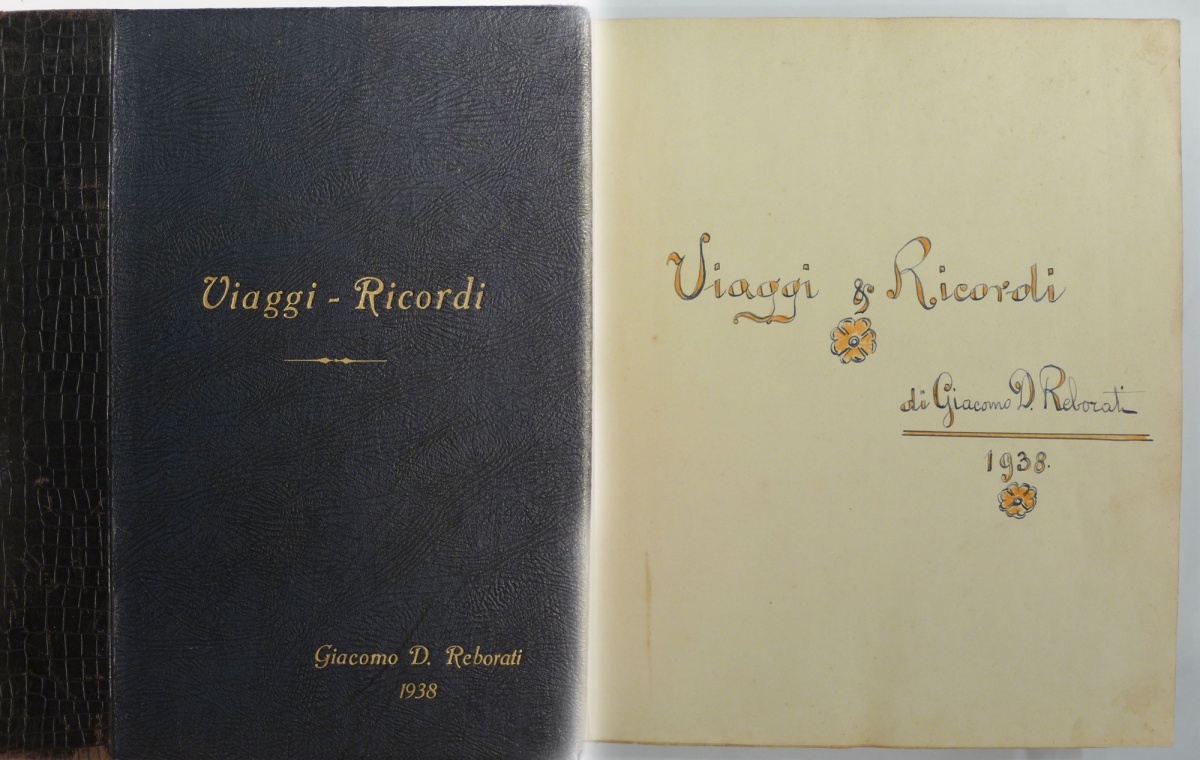 Viaggi - Ricordi
Giacomo D. Reborati
1938
Viaggi & Ricordi
di Giacomo D. Reborati
1938.